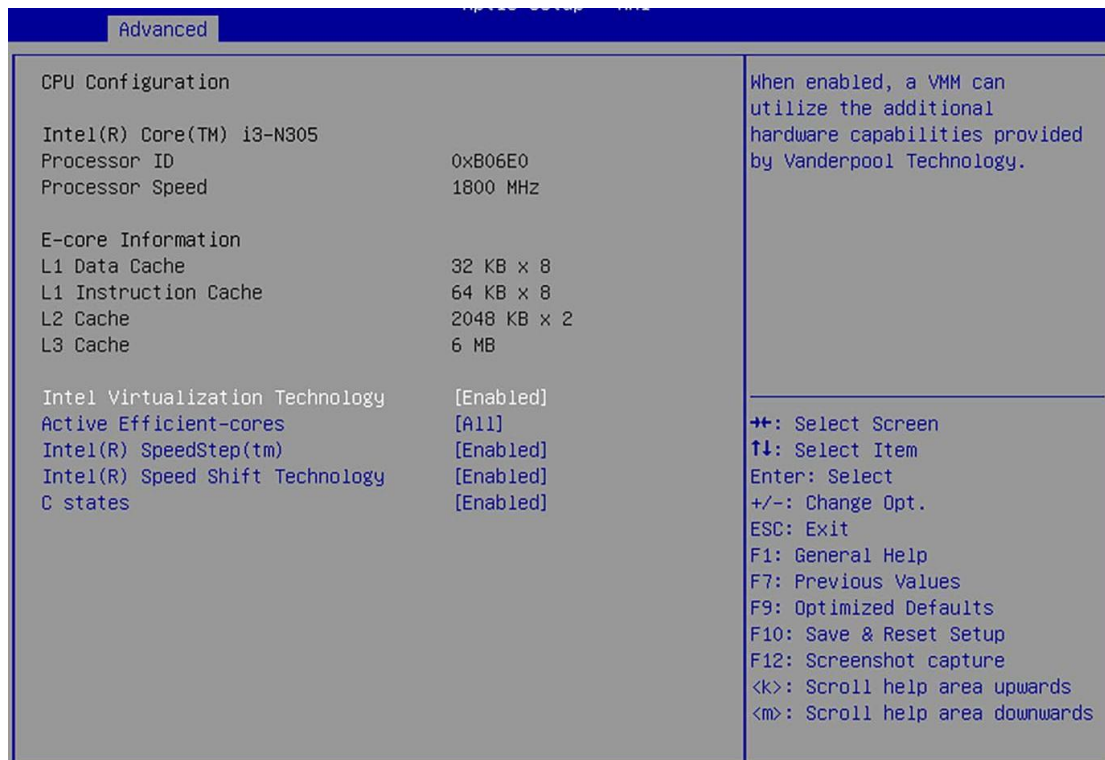 Advanced
CPU Configuration
Intel(R) Core(TM) i3-N305
Processor ID 0xB06E0
Processor Speed 1800 MHz
E-core Information
L1 Data Cache 32 KB x 8
L1 Instruction Cache 64 KB x 8
L2 Cache 2048 KB x 2
L3 Cache 6 MB
Intel Virtualization Technology [Enabled]
Active Efficient-cores [All]
Intel(R) SpeedStep(tm) [Enabled]
Intel(R) Speed Shift Technology [Enabled]
C states [Enabled]
When enabled, a VMM can
utilize the additional
hardware capabilities provided
by Vanderpool Technology.
→←: Select Screen
↑↓: Select Item
Enter: Select
+/-: Change Opt.
ESC: Exit
F1: General Help
F7: Previous Values
F9: Optimized Defaults
F10: Save & Reset Setup
F12: Screenshot capture
<k>: Scroll help area upwards
<m>: Scroll help area downwards